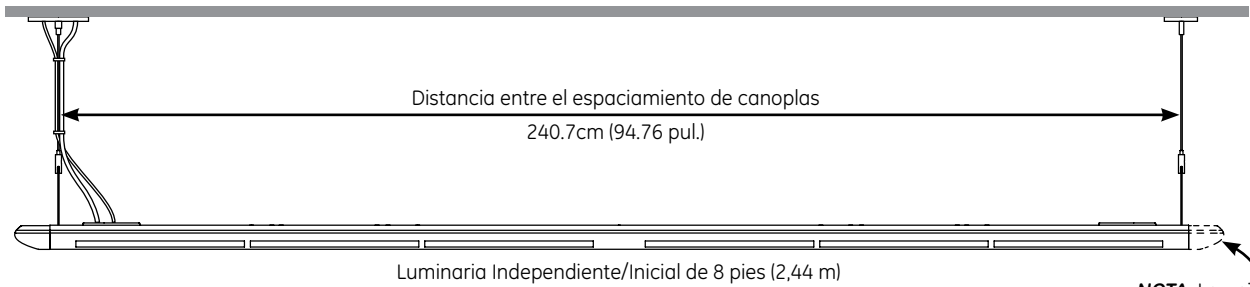 Distancia entre el espaciamiento de canoplas
240.7cm (94.76 pul.)
Luminaria Independiente/Inicial de 8 pies (2,44 m)
NOTA